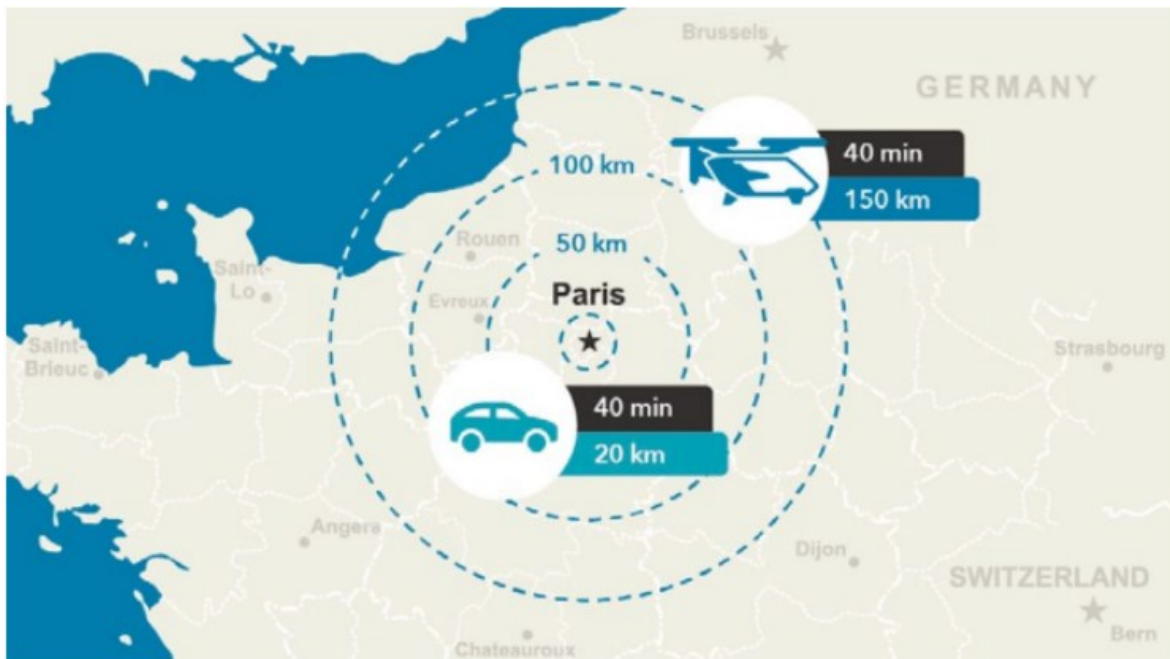 Brussels
GERMANY
40 min
150 km
100 km
50 km
Rouen
Paris
Saint-
Lo
Evreux
Saint-
Brieuc
Strasbourg
40 min
20 km
Angera
Dijon
SWITZERLAND
Bern
Chateauroux